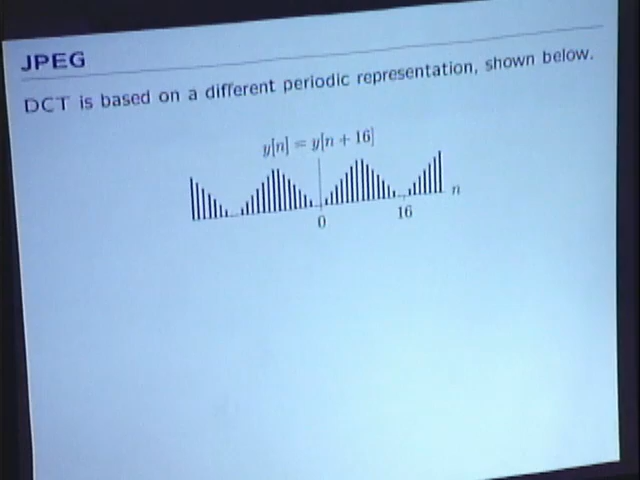 JPEG
DCT is based on a different periodic representation, shown below.
y[n] = y[n + 16]
n
0
16